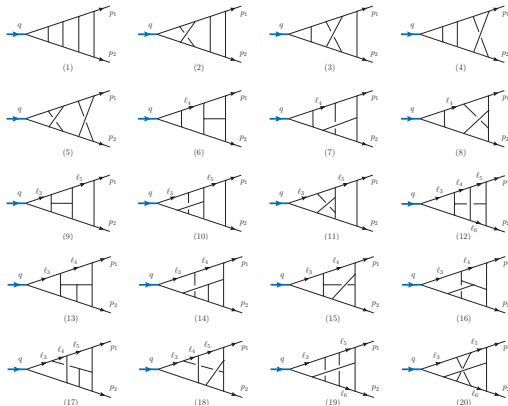 q p₁ q p₁ q p₁ q p₁
p₂ p₂ p₂ p₂
(1) (2) (3) (4)
q p₁ q ℓ₄ p₁ q ℓ₄ p₁ q ℓ₄ p₁
p₂ p₂ p₂ p₂
(5) (6) (7) (8)
q ℓ₃ ℓ₅ p₁ q ℓ₃ ℓ₅ p₁ q ℓ₃ ℓ₅ p₁ q ℓ₃ ℓ₄ ℓ₅ p₁
p₂ p₂ p₂ ℓ₆ p₂
(9) (10) (11) (12)
q ℓ₃ ℓ₄ p₁ q ℓ₃ ℓ₄ p₁ q ℓ₃ ℓ₄ p₁ q ℓ₃ ℓ₄ p₁
p₂ p₂ p₂ p₂
(13) (14) (15) (16)
q ℓ₃ ℓ₄ ℓ₅ p₁ q ℓ₃ ℓ₄ ℓ₅ p₁ q ℓ₃ ℓ₅ p₁ q ℓ₃ ℓ₅ p₁
p₂ p₂ ℓ₆ p₂ ℓ₆ p₂
(17) (18) (19) (20)